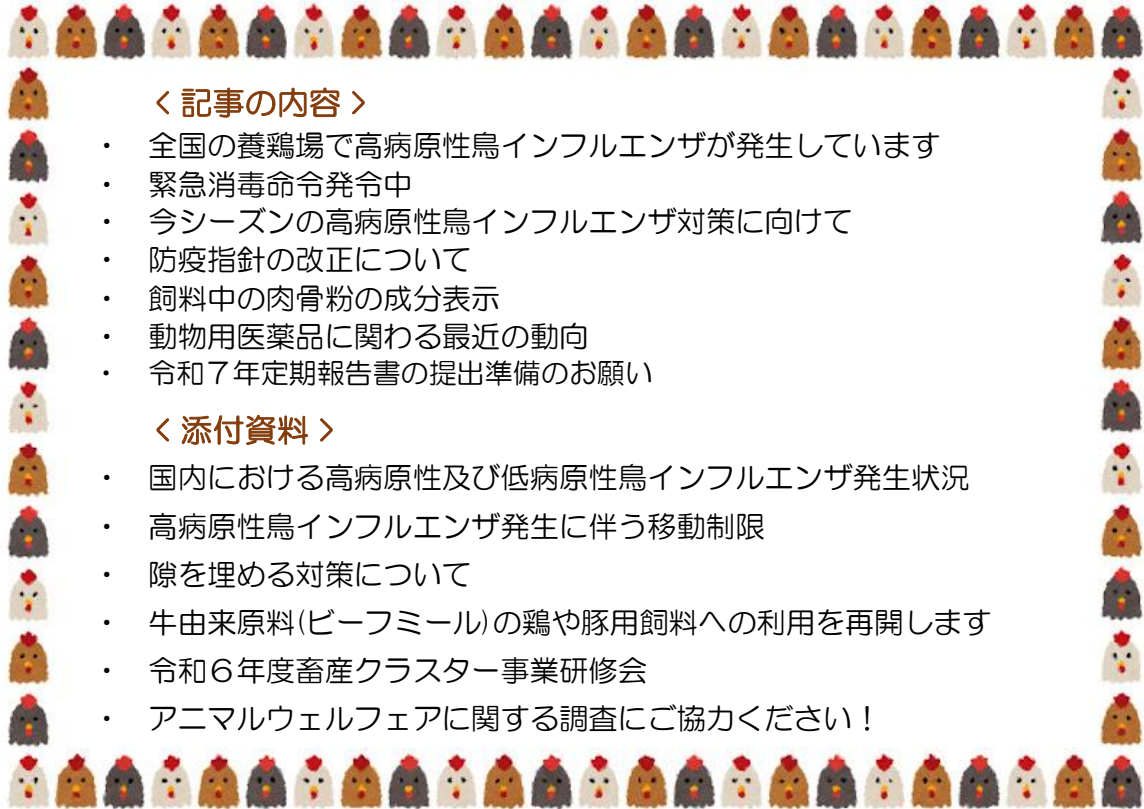 ＜記事の内容＞
・ 全国の養鶏場で高病原性鳥インフルエンザが発生しています
・ 緊急消毒命令発令中
・ 今シーズンの高病原性鳥インフルエンザ対策に向けて
・ 防疫指針の改正について
・ 飼料中の肉骨粉の成分表示
・ 動物用医薬品に関わる最近の動向
・ 令和７年定期報告書の提出準備のお願い
＜添付資料＞
・ 国内における高病原性及び低病原性鳥インフルエンザ発生状況
・ 高病原性鳥インフルエンザ発生に伴う移動制限
・ 隙を埋める対策について
・ 牛由来原料(ビーフミール)の鶏や豚用飼料への利用を再開します
・ 令和６年度畜産クラスター事業研修会
・ アニマルウェルフェアに関する調査にご協力ください！